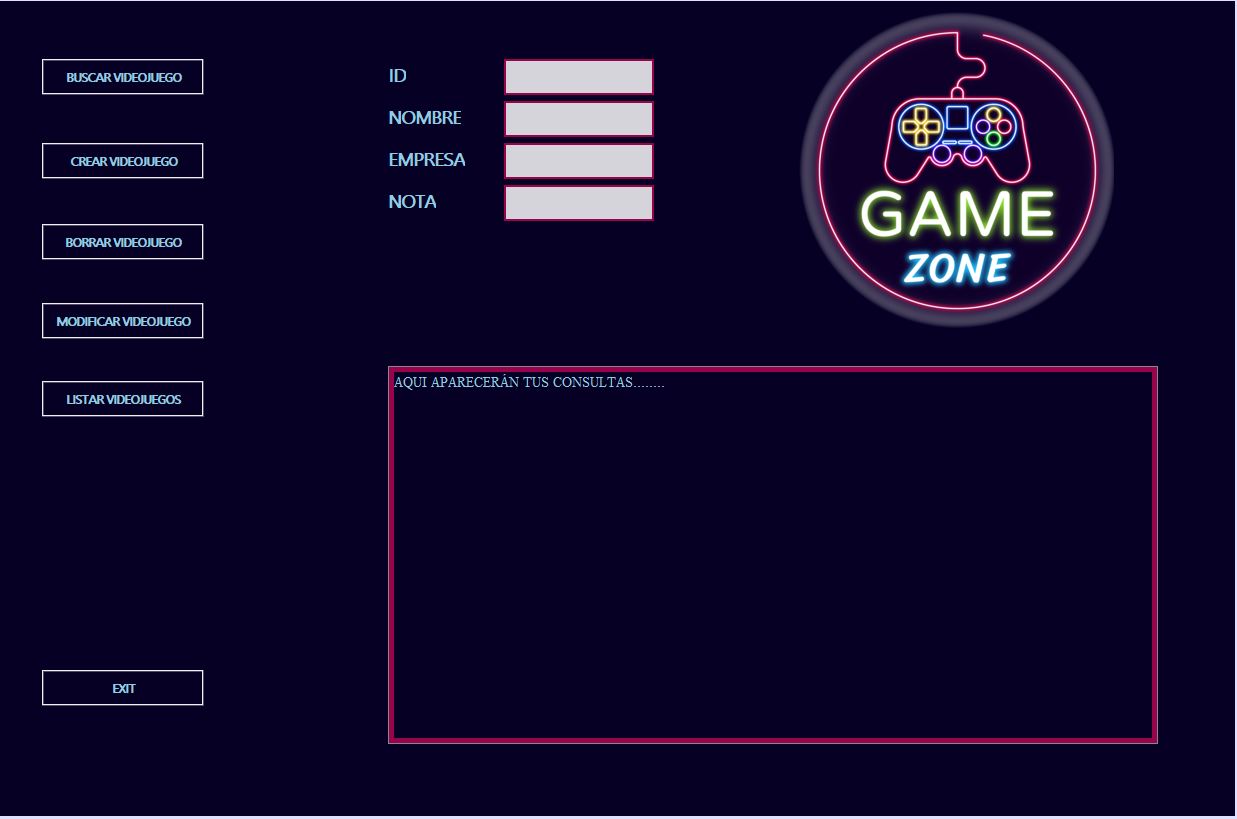 BUSCAR VIDEOJUEGO
CREAR VIDEOJUEGO
BORRAR VIDEOJUEGO
MODIFICAR VIDEOJUEGO
LISTAR VIDEOJUEGOS
EXIT
ID
NOMBRE
EMPRESA
NOTA
GAME
ZONE
AQUI APARECERÁN TUS CONSULTAS........